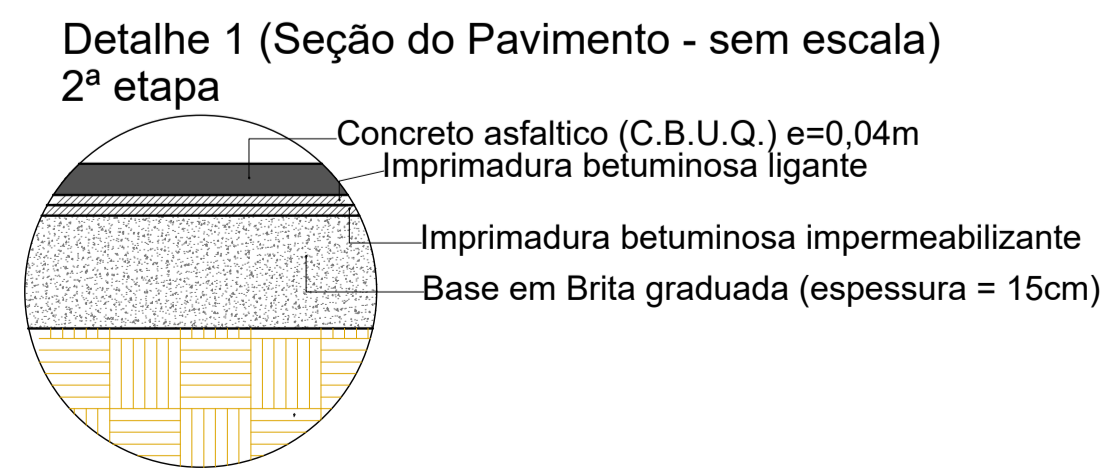 Detalhe 1 (Seção do Pavimento - sem escala)
2ª etapa
Concreto asfaltico (C.B.U.Q.) e=0,04m
Imprimadura betuminosa ligante
Imprimadura betuminosa impermeabilizante
Base em Brita graduada (espessura = 15cm)